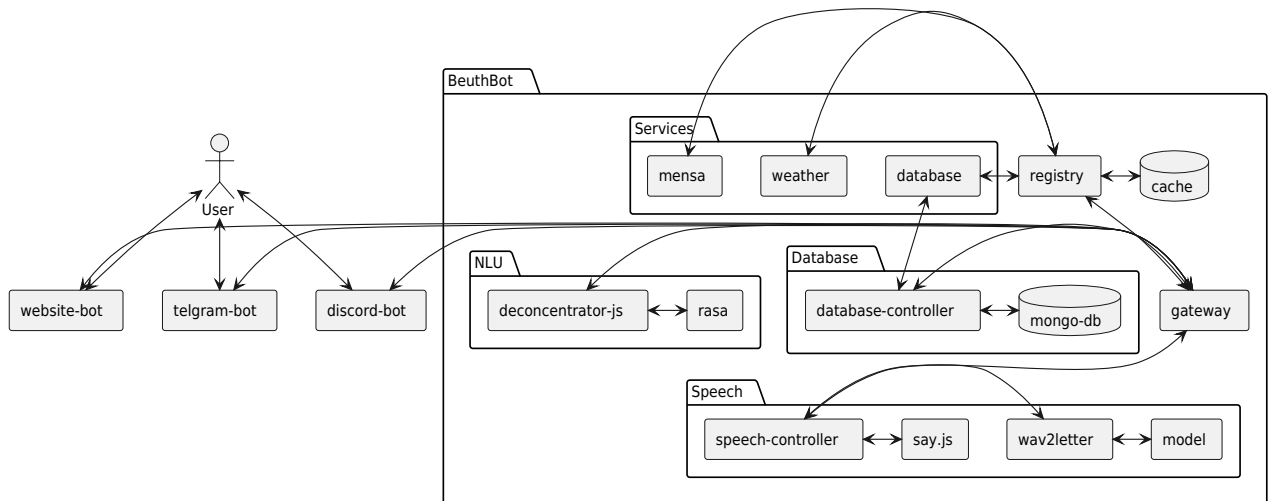 BeuthBot
Services
mensa
weather
database
registry
cache
User
NLU
Database
website-bot
telgram-bot
discord-bot
deconcentrator-js
rasa
database-controller
mongo-db
gateway
Speech
speech-controller
say.js
wav2letter
model